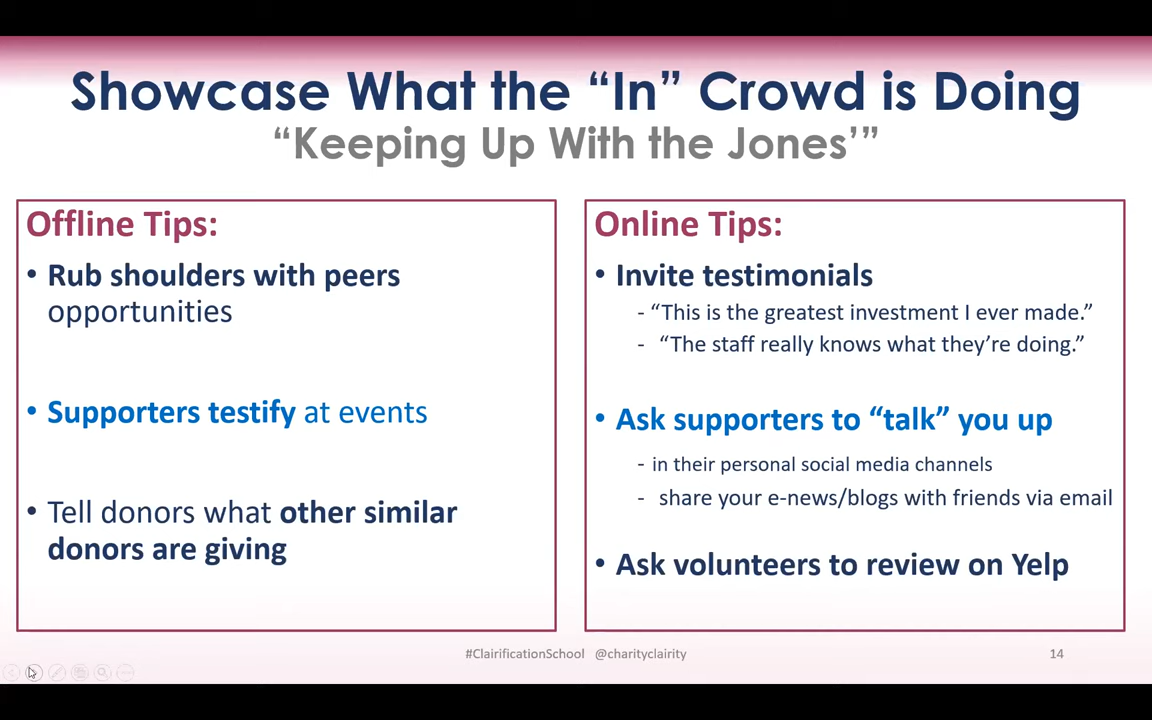 Showcase What the “In” Crowd is Doing
“Keeping Up With the Jones’”
Offline Tips:
• Rub shoulders with peers
opportunities
• Supporters testify at events
• Tell donors what other similar
donors are giving
Online Tips:
• Invite testimonials
- “This is the greatest investment I ever made.”
- “The staff really knows what they’re doing.”
• Ask supporters to “talk” you up
- in their personal social media channels
- share your e-news/blogs with friends via email
• Ask volunteers to review on Yelp
#ClairificationSchool @charityclairity
14